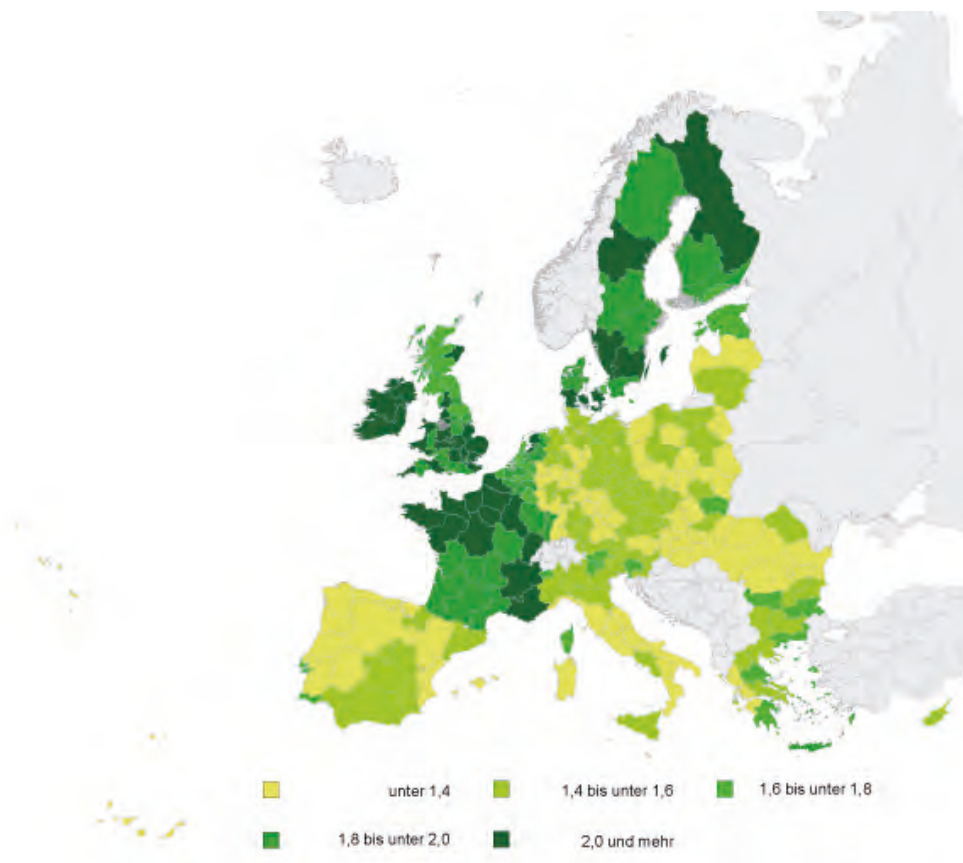 unter 1,4
1,4 bis unter 1,6
1,6 bis unter 1,8
1,8 bis unter 2,0
2,0 und mehr